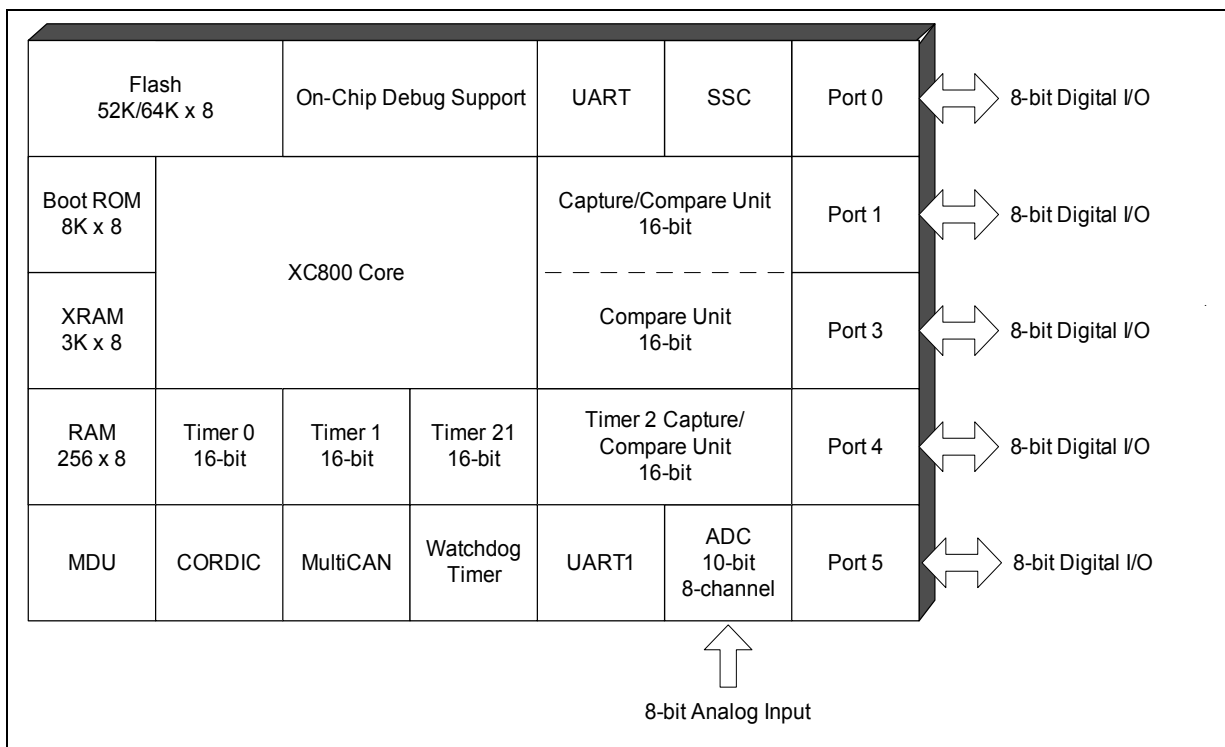 Flash
52K/64K x 8
On-Chip Debug Support
UART
SSC
Port 0
8-bit Digital I/O
Boot ROM
8K x 8
Capture/Compare Unit
16-bit
Port 1
8-bit Digital I/O
XC800 Core
XRAM
3K x 8
Compare Unit
16-bit
Port 3
8-bit Digital I/O
RAM
256 x 8
Timer 0
16-bit
Timer 1
16-bit
Timer 21
16-bit
Timer 2 Capture/
Compare Unit
16-bit
Port 4
8-bit Digital I/O
MDU
CORDIC
MultiCAN
Watchdog
Timer
UART1
ADC
10-bit
8-channel
Port 5
8-bit Digital I/O
8-bit Analog Input